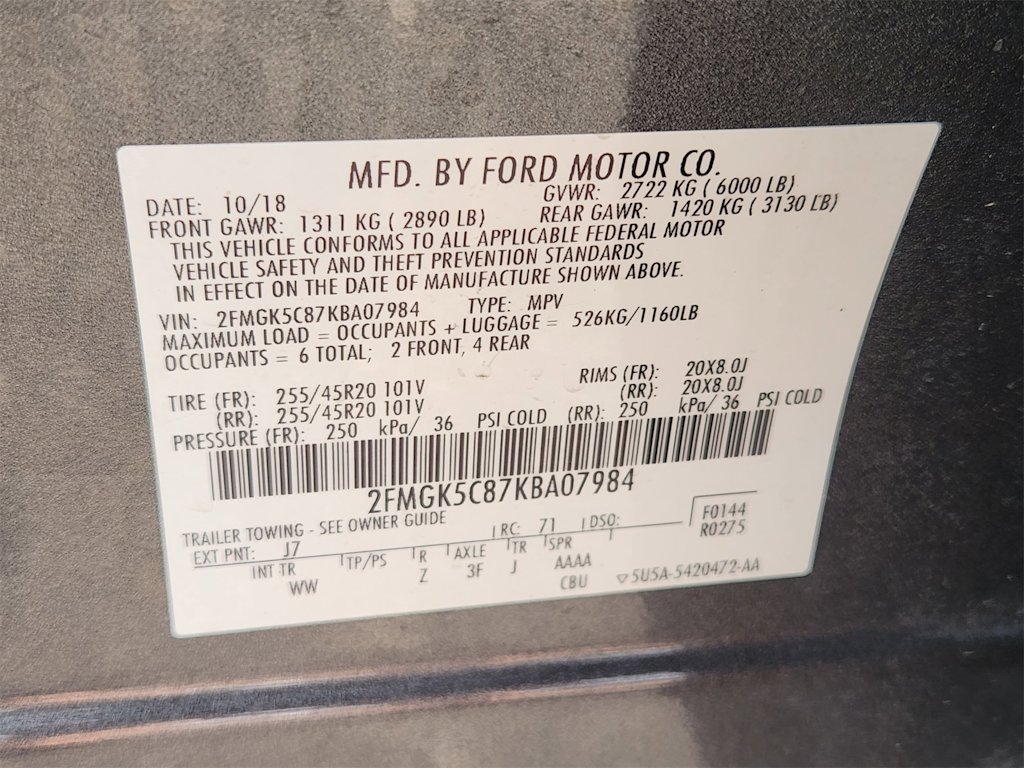 MFD. BY FORD MOTOR CO.
DATE: 10/18 GVWR: 2722 KG ( 6000 LB)
FRONT GAWR: 1311 KG ( 2890 LB) REAR GAWR: 1420 KG ( 3130 LB)
THIS VEHICLE CONFORMS TO ALL APPLICABLE FEDERAL MOTOR
VEHICLE SAFETY AND THEFT PREVENTION STANDARDS
IN EFFECT ON THE DATE OF MANUFACTURE SHOWN ABOVE.
VIN: 2FMGK5C87KBA07984 TYPE: MPV
MAXIMUM LOAD = OCCUPANTS + LUGGAGE = 526KG/1160LB
OCCUPANTS = 6 TOTAL; 2 FRONT, 4 REAR
TIRE (FR): 255/45R20 101V RIMS (FR): 20X8.0J
(RR): 255/45R20 101V (RR): 20X8.0J
PRESSURE (FR): 250 kPa/ 36 PSI COLD (RR): 250 kPa/ 36 PSI COLD
2FMGK5C87KBA07984
TRAILER TOWING - SEE OWNER GUIDE
F0144
EXT PNT: J7 RC: 71 DSO: R0275
INT TR TP/PS R AXLE TR SPR
WW Z 3F J AAAA
CBU ▽5U5A-5420472-AA